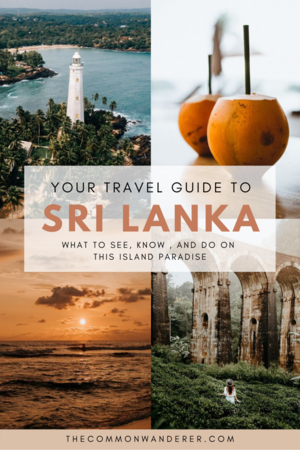 YOUR TRAVEL GUIDE TO
SRI LANKA
WHAT TO SEE, KNOW , AND DO ON
THIS ISLAND PARADISE
THECOMMONWANDERER.COM